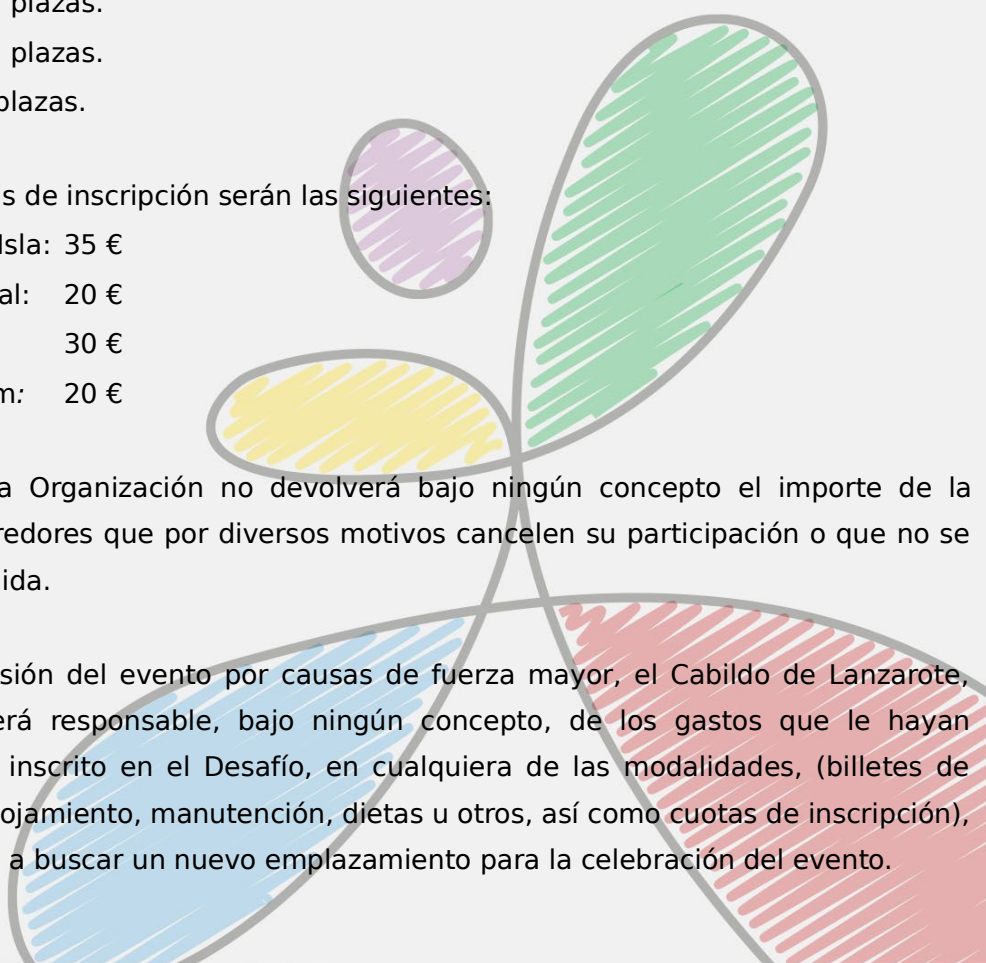 plazas.
plazas.
plazas.
s de inscripción serán las siguientes:
Isla: 35 €
al: 20 €
30 €
m: 20 €
a Organización no devolverá bajo ningún concepto el importe de la
redores que por diversos motivos cancelen su participación o que no se
ida.
sión del evento por causas de fuerza mayor, el Cabildo de Lanzarote,
erá responsable, bajo ningún concepto, de los gastos que le hayan
inscrito en el Desafío, en cualquiera de las modalidades, (billetes de
ojamiento, manutención, dietas u otros, así como cuotas de inscripción),
a buscar un nuevo emplazamiento para la celebración del evento.